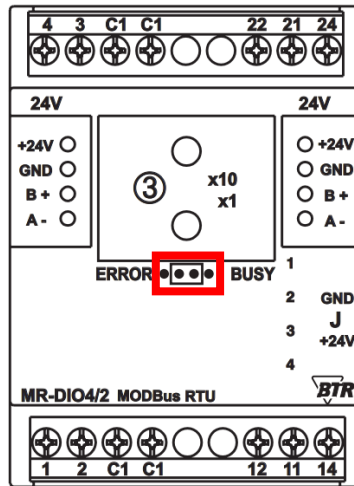 4 3 C1 C1 22 21 24
24V 24V
+24V +24V
GND GND
B + B +
A - A -
③ x10
x1
ERROR BUSY
1
2 GND
J
3 +24V
4
MR-DIO4/2 MODBus RTU BTR
1 2 C1 C1 12 11 14